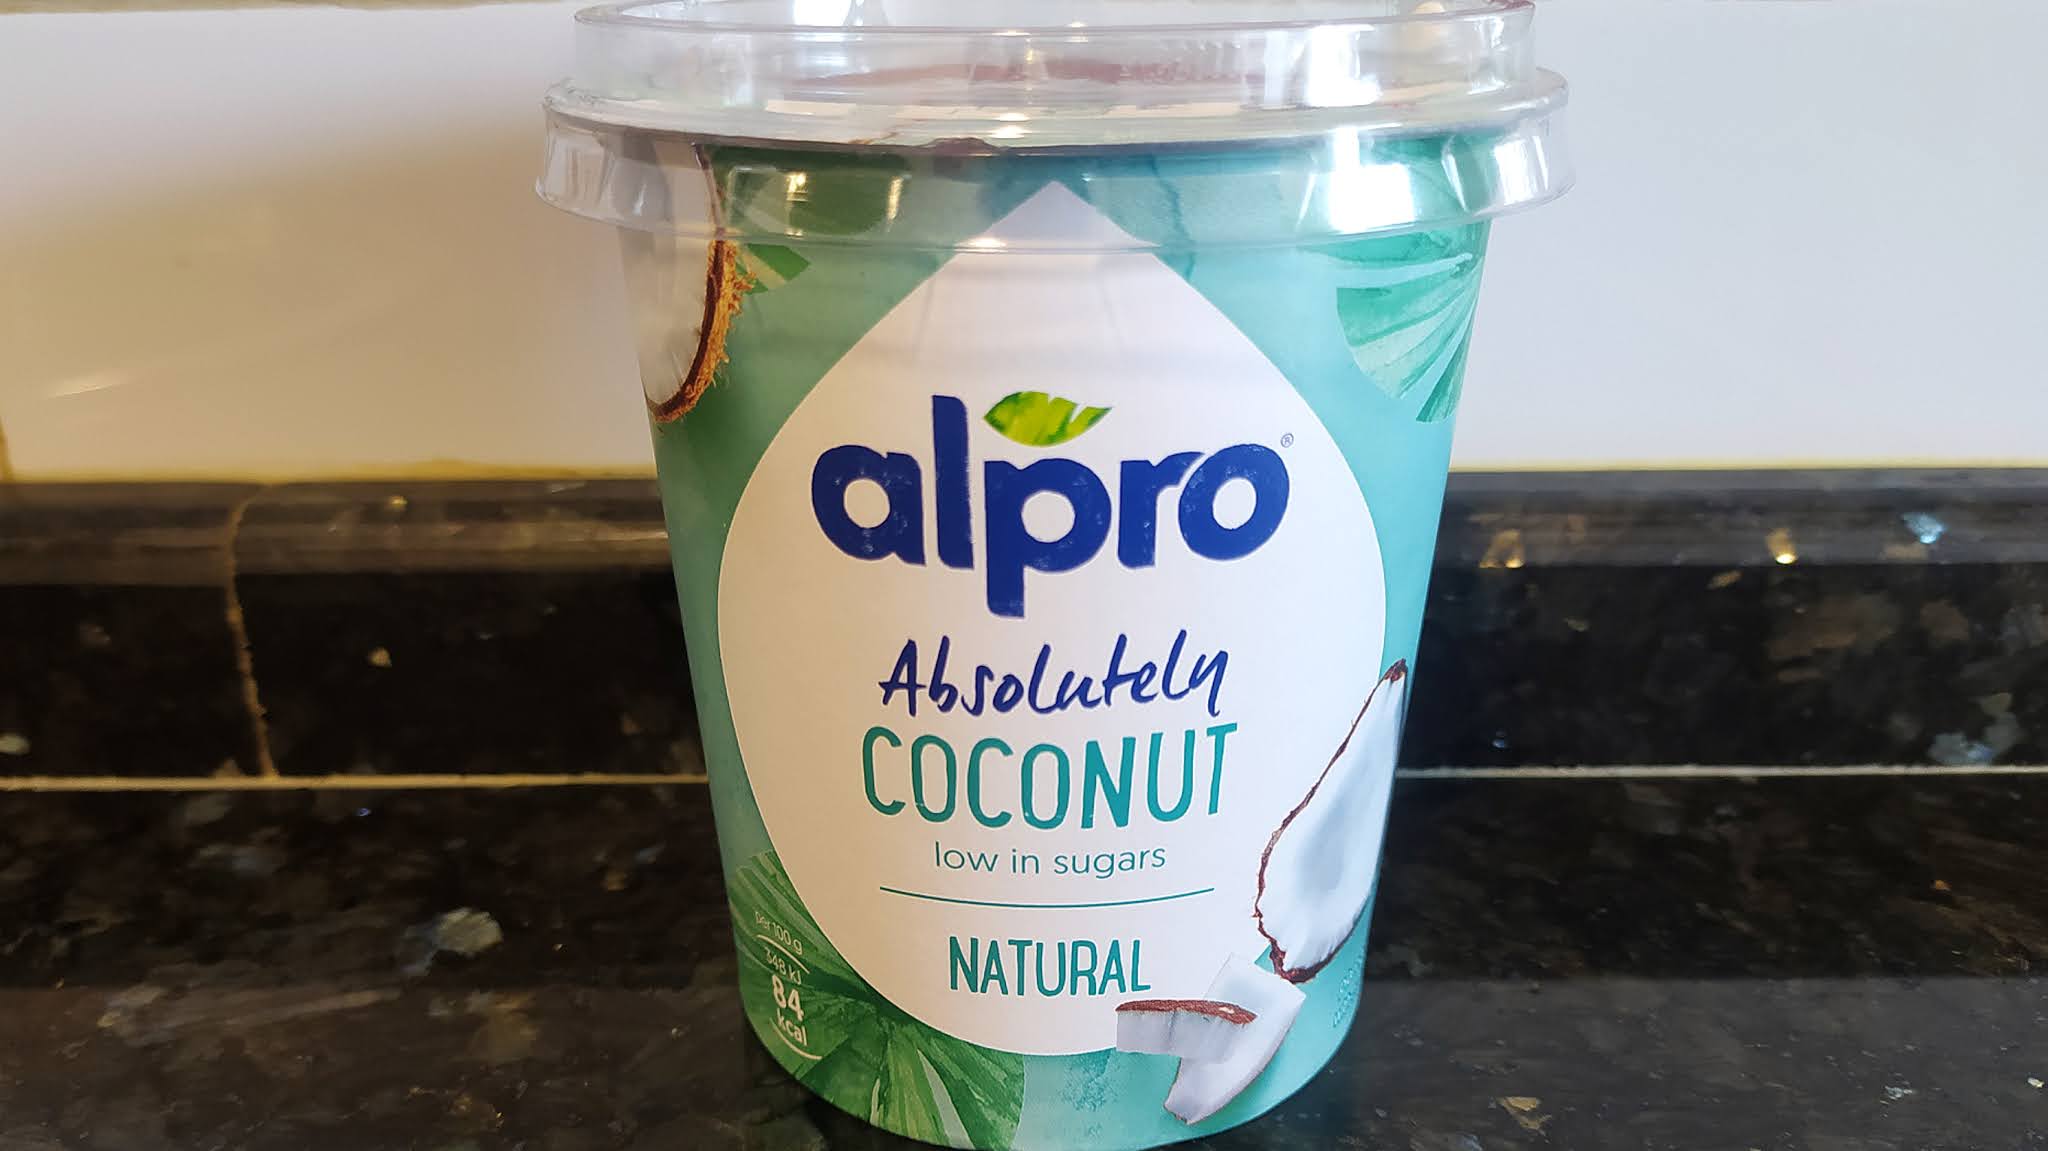 alpro®
Absolutely
COCONUT
low in sugars
NATURAL
per 100 g
348 kJ
84
kcal